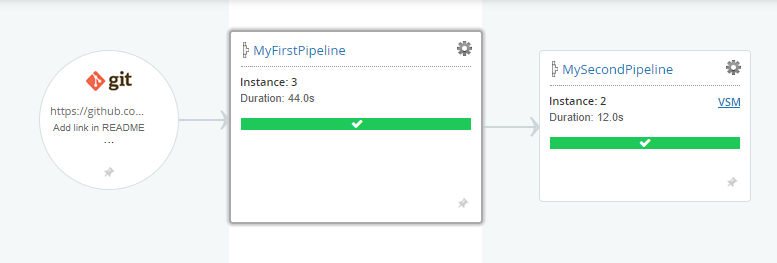 git
https://github.co...
Add link in README
...
MyFirstPipeline
Instance: 3
Duration: 44.0s
MySecondPipeline
Instance: 2
VSM
Duration: 12.0s